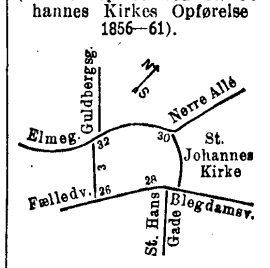 hannes Kirkes Opførelse
1856—61).
Guldbergsg.
N
S
Nørre Allé
Elmeg.
32
30
St.
Johannes
Kirke
3
Fælledv.
26
28
Blegdamsv.
St. Hans
Gade